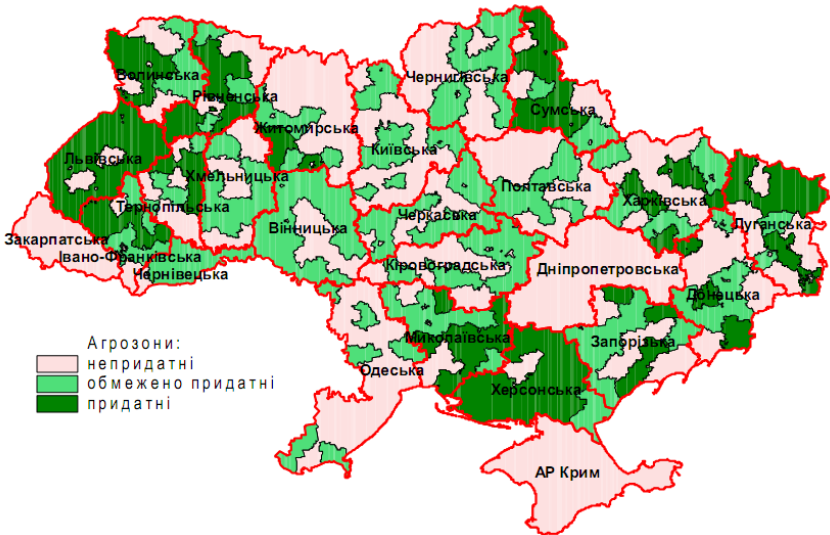 Волинська
Рівненська
Житомирська
Чернигівська
Сумська
Київська
Львівська
Хмельницька
Тернопільська
Полтавська
Харківська
Черкаська
Вінницька
Луганська
Закарпатська
Івано-Франківська
Чернівецька
Кіровоградська
Дніпропетровська
Донецька
Миколаївська
Запорізька
Одеська
Херсонська
АР Крим
Агрозони:
непридатні
обмежено придатні
придатні